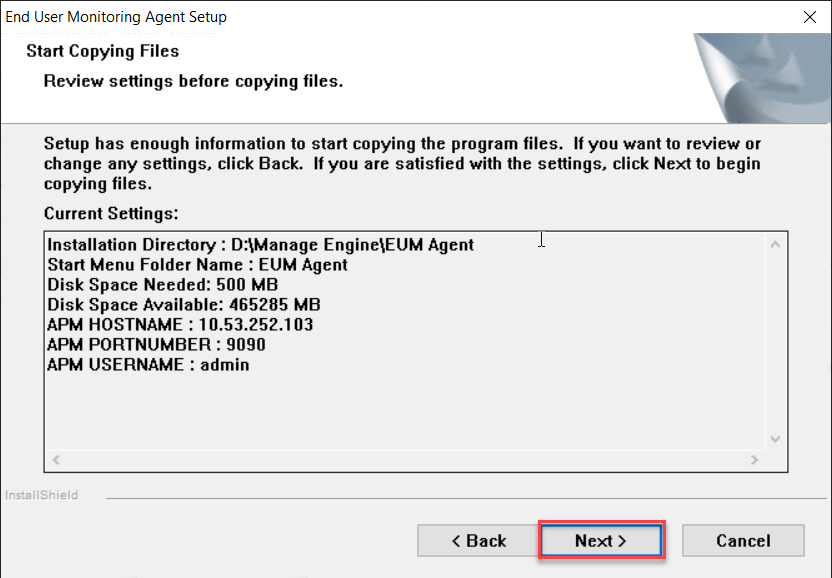 End User Monitoring Agent Setup
Start Copying Files
Review settings before copying files.
Setup has enough information to start copying the program files.  If you want to review or
change any settings, click Back.  If you are satisfied with the settings, click Next to begin
copying files.
Current Settings:
Installation Directory : D:\Manage Engine\EUM Agent
Start Menu Folder Name : EUM Agent
Disk Space Needed: 500 MB
Disk Space Available: 465285 MB
APM HOSTNAME : 10.53.252.103
APM PORTNUMBER : 9090
APM USERNAME : admin
InstallShield
< Back
Next >
Cancel